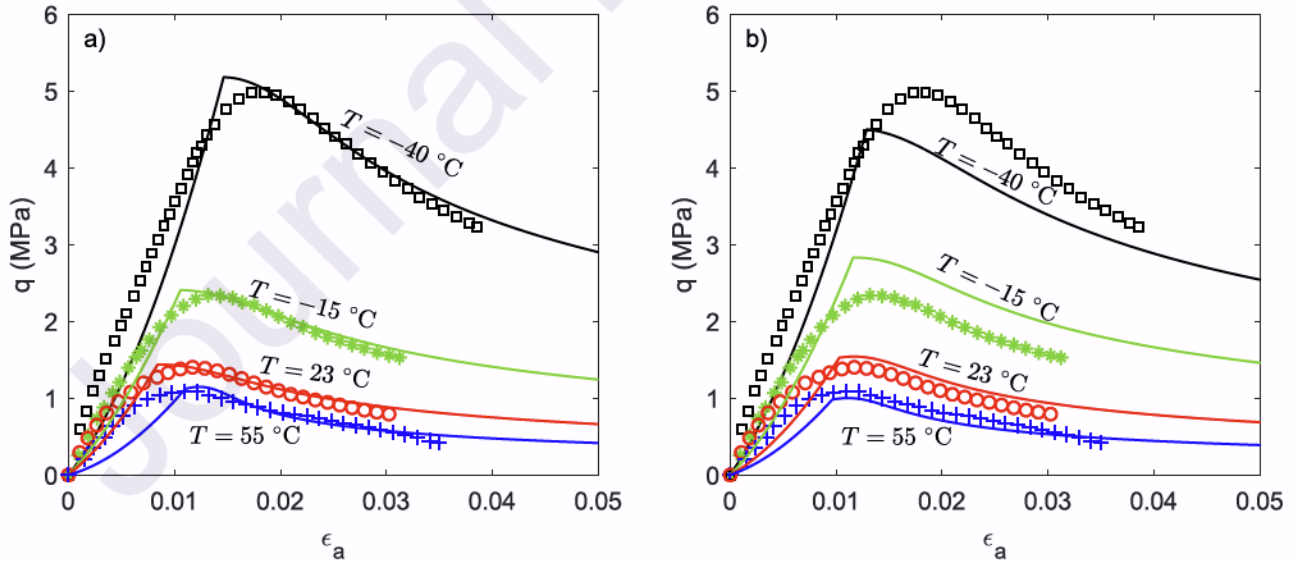 a)
6
5
4
3
2
1
0
q (MPa)
T = −40 °C
T = −15 °C
T = 23 °C
T = 55 °C
0 0.01 0.02 0.03 0.04 0.05
ϵa
b)
6
5
4
3
2
1
0
q (MPa)
T = −40 °C
T = −15 °C
T = 23 °C
T = 55 °C
0 0.01 0.02 0.03 0.04 0.05
ϵa
Journal